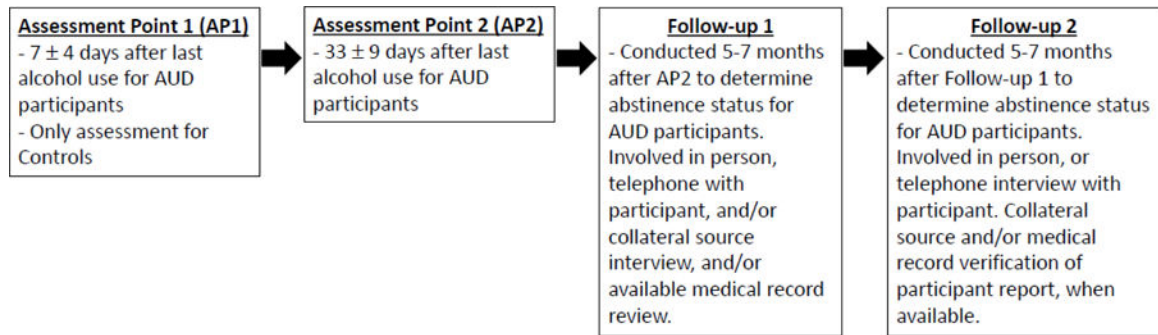 Assessment Point 1 (AP1)
- 7 ± 4 days after last
alcohol use for AUD
participants
- Only assessment for
Controls
Assessment Point 2 (AP2)
- 33 ± 9 days after last
alcohol use for AUD
participants
Follow-up 1
- Conducted 5-7 months
after AP2 to determine
abstinence status for
AUD participants.
Involved in person,
telephone with
participant, and/or
collateral source
interview, and/or
available medical record
review.
Follow-up 2
- Conducted 5-7 months
after Follow-up 1 to
determine abstinence status
for AUD participants.
Involved in person, or
telephone interview with
participant. Collateral
source and/or medical
record verification of
participant report, when
available.